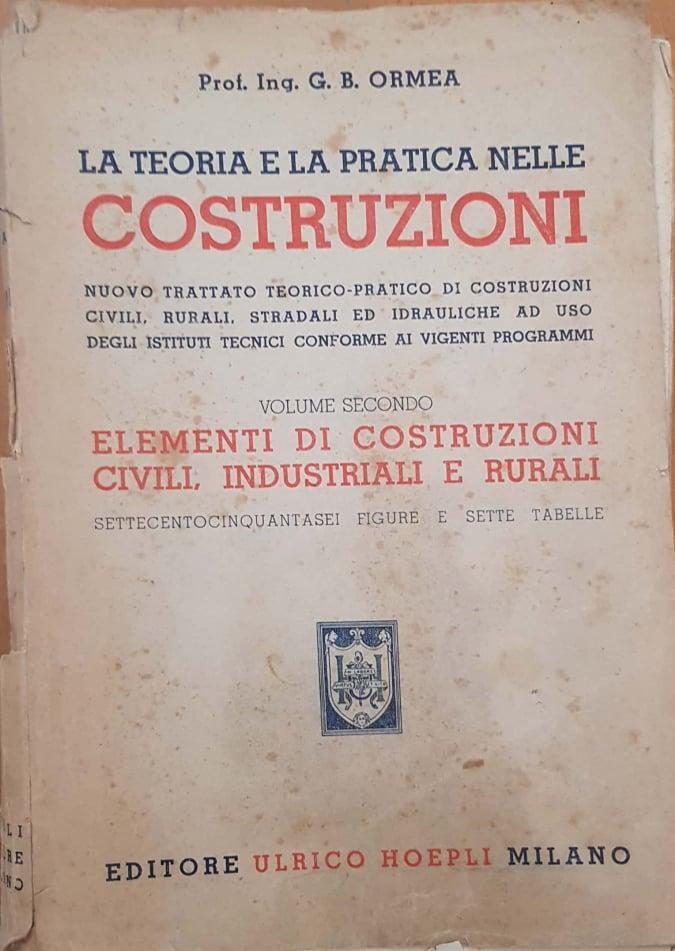 Prof. Ing. G. B. ORMEA
LA TEORIA E LA PRATICA NELLE
COSTRUZIONI
NUOVO TRATTATO TEORICO-PRATICO DI COSTRUZIONI
CIVILI, RURALI, STRADALI ED IDRAULICHE AD USO
DEGLI ISTITUTI TECNICI CONFORME AI VIGENTI PROGRAMMI
VOLUME SECONDO
ELEMENTI DI COSTRUZIONI
CIVILI, INDUSTRIALI E RURALI
SETTECENTOCINQUANTASEI FIGURE E SETTE TABELLE
EDITORE ULRICO HOEPLI MILANO